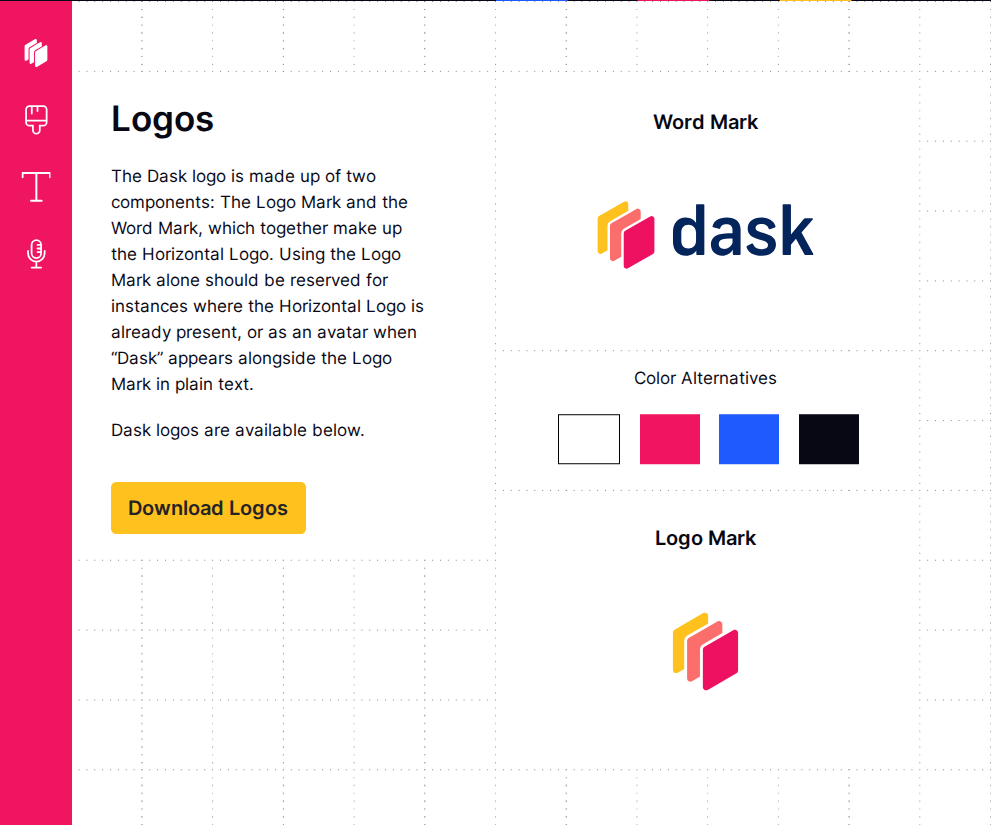 Logos
The Dask logo is made up of two
components: The Logo Mark and the
Word Mark, which together make up
the Horizontal Logo. Using the Logo
Mark alone should be reserved for
instances where the Horizontal Logo is
already present, or as an avatar when
“Dask” appears alongside the Logo
Mark in plain text.
Dask logos are available below.
Download Logos
Word Mark
dask
Color Alternatives
Logo Mark